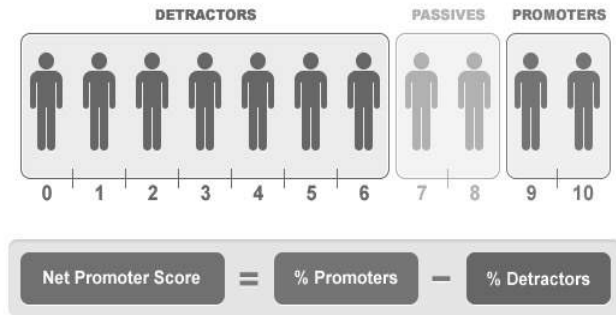 DETRACTORS PASSIVES PROMOTERS
0 1 2 3 4 5 6 7 8 9 10
Net Promoter Score = % Promoters − % Detractors